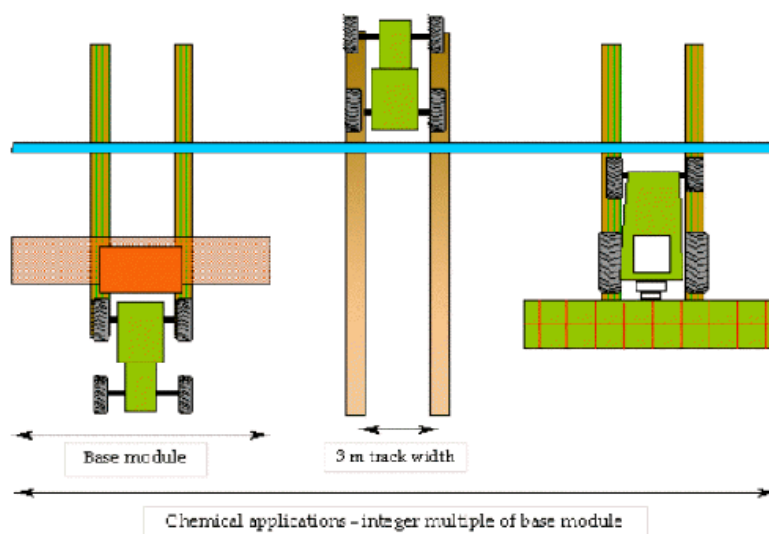 Base module
3 m track width
Chemical applications – integer multiple of base module